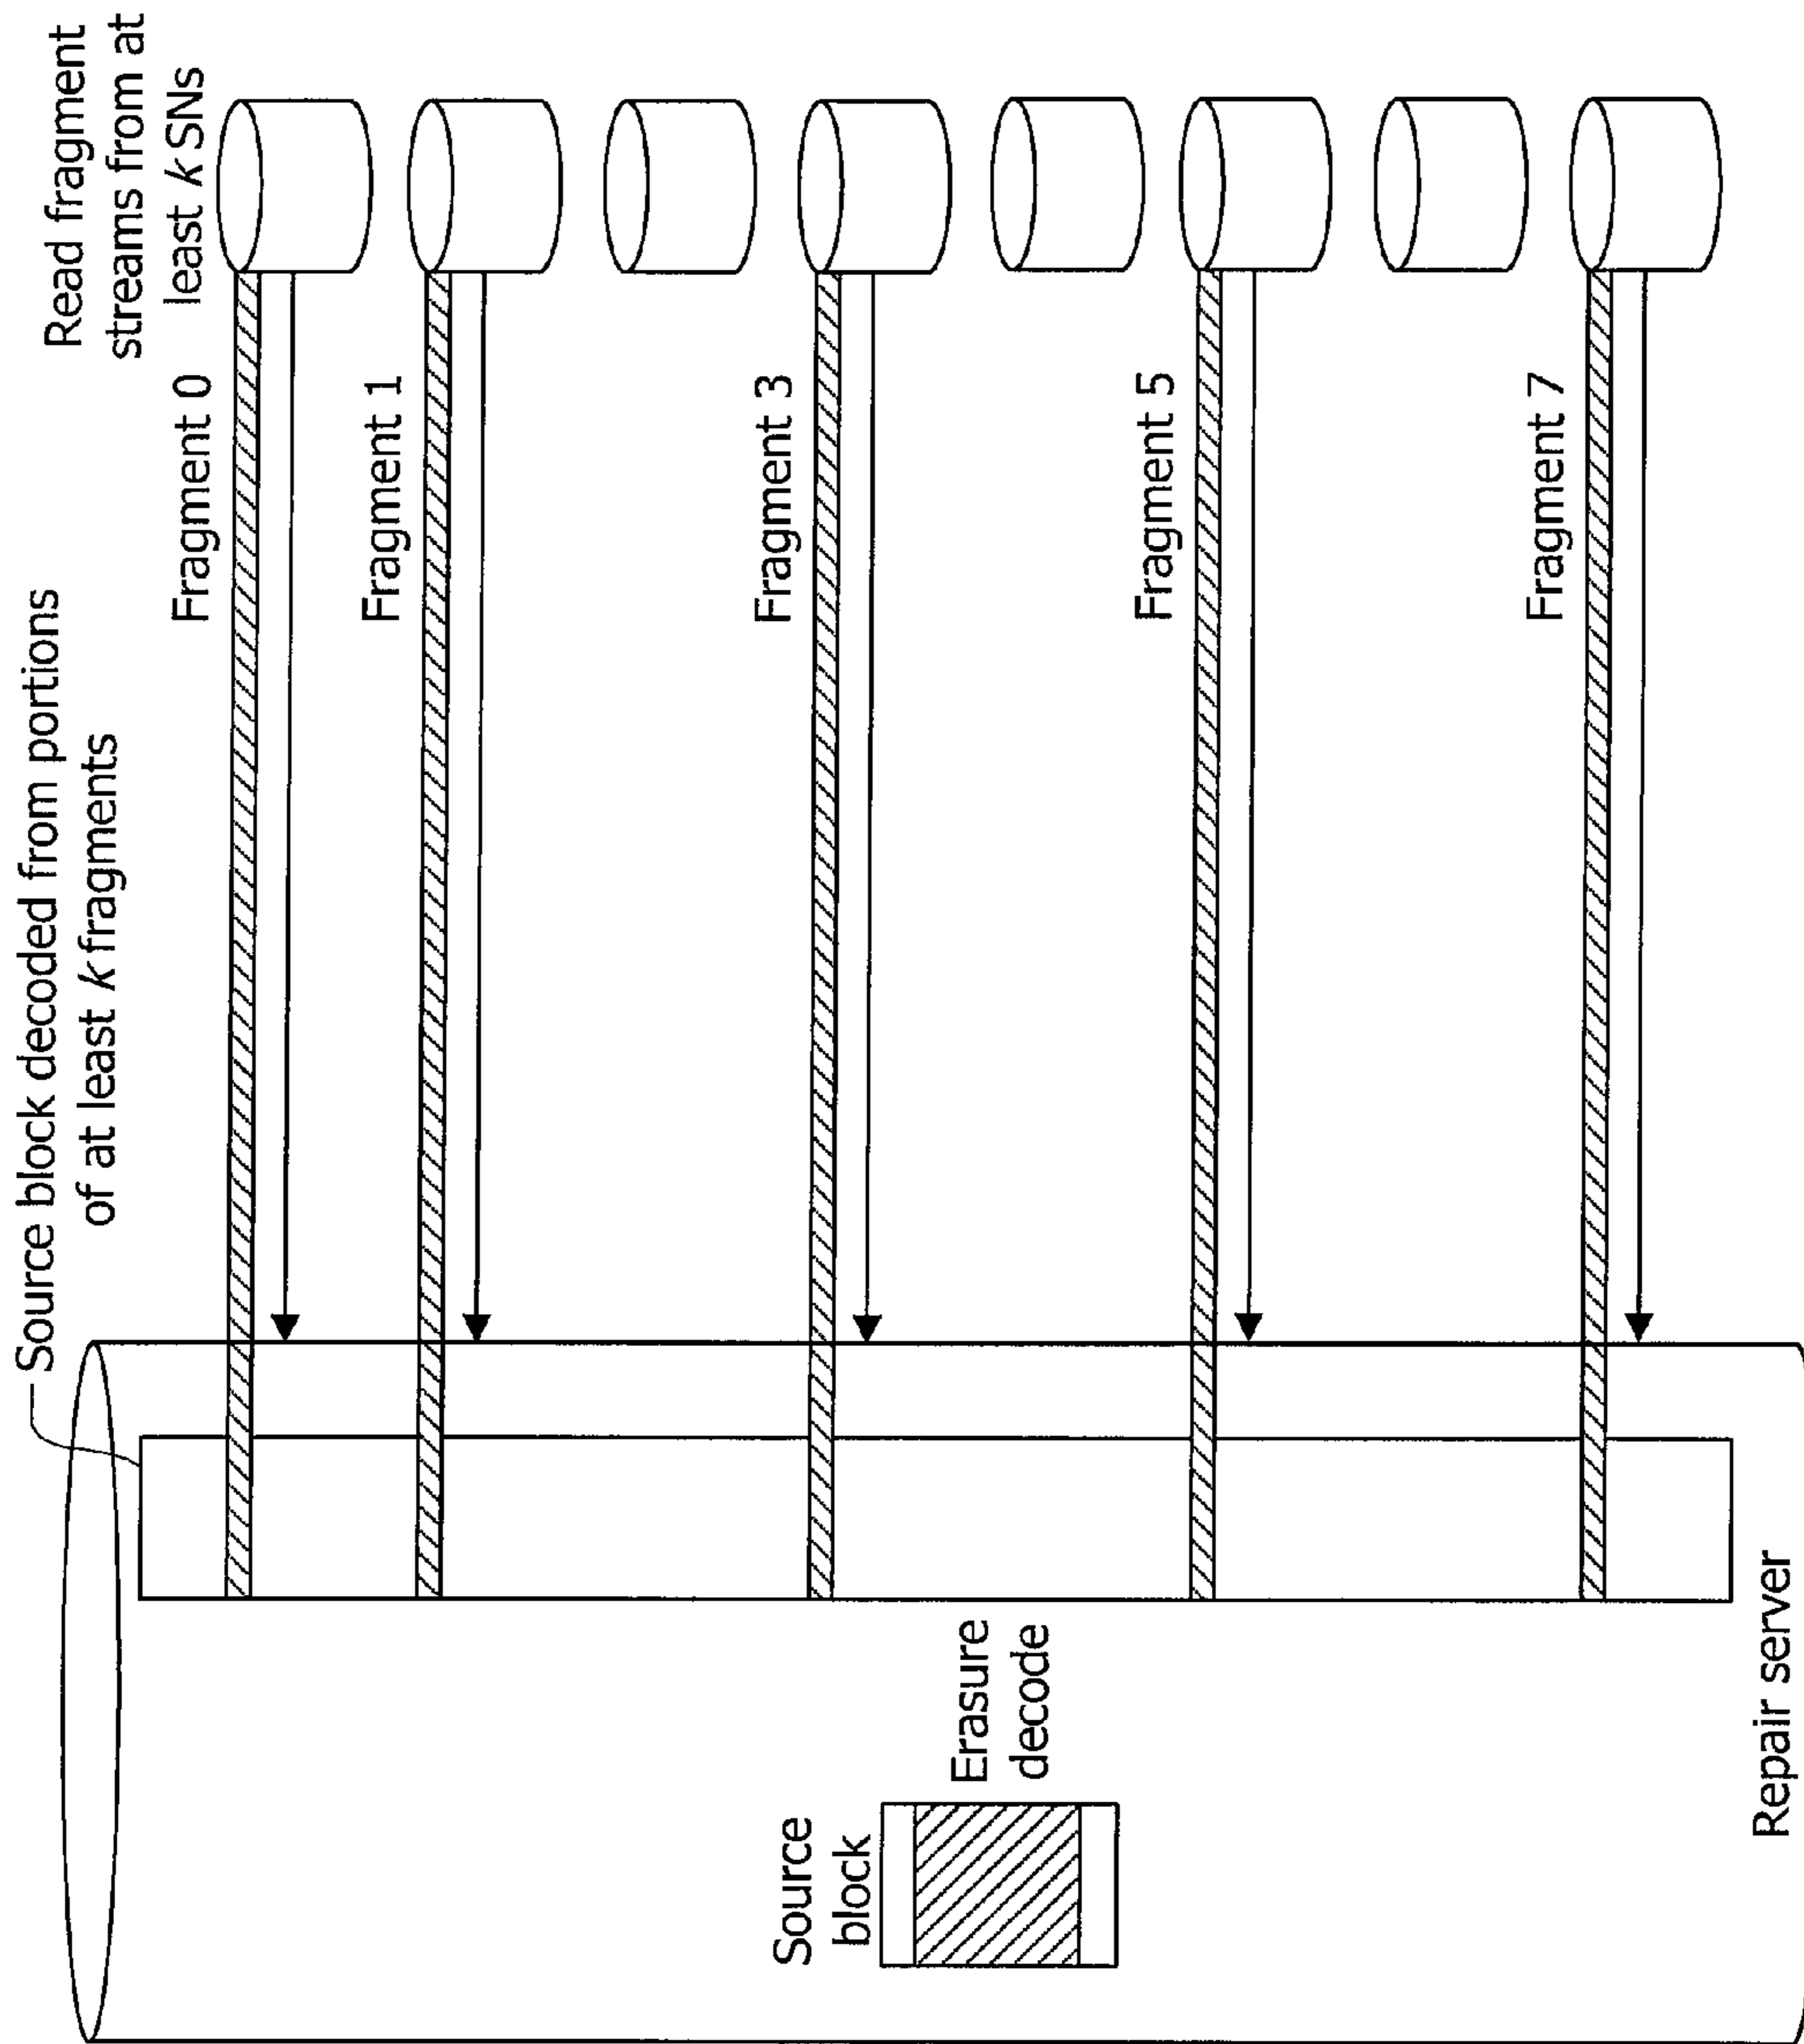 Read fragment
streams from at
least k SNs
Source block decoded from portions
of at least k fragments
Fragment 0
Fragment 1
Fragment 3
Fragment 5
Fragment 7
Source
block
Erasure
decode
Repair server